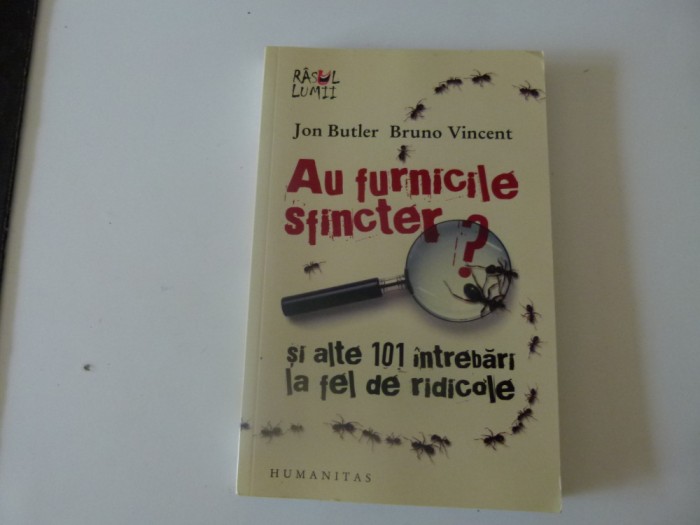 RÂSUL
LUMII
Jon Butler Bruno Vincent
Au furnicile
sfincter?
și alte 101 întrebări
la fel de ridicole
HUMANITAS